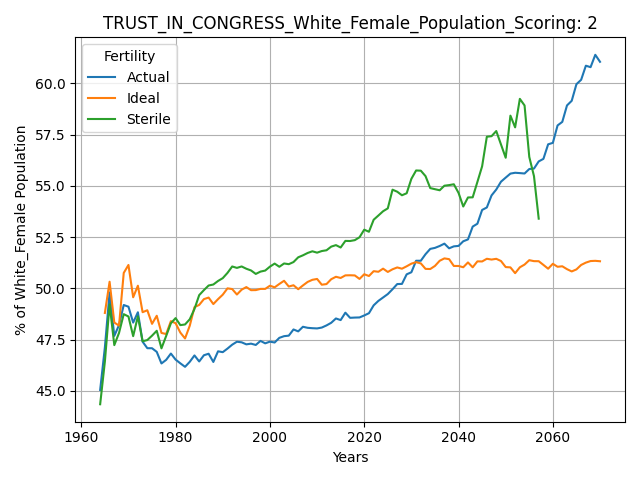 TRUST_IN_CONGRESS_White_Female_Population_Scoring: 2
Fertility
Actual
Ideal
Sterile
% of White_Female Population
60.0
57.5
55.0
52.5
50.0
47.5
45.0
1960
1980
2000
2020
2040
2060
Years